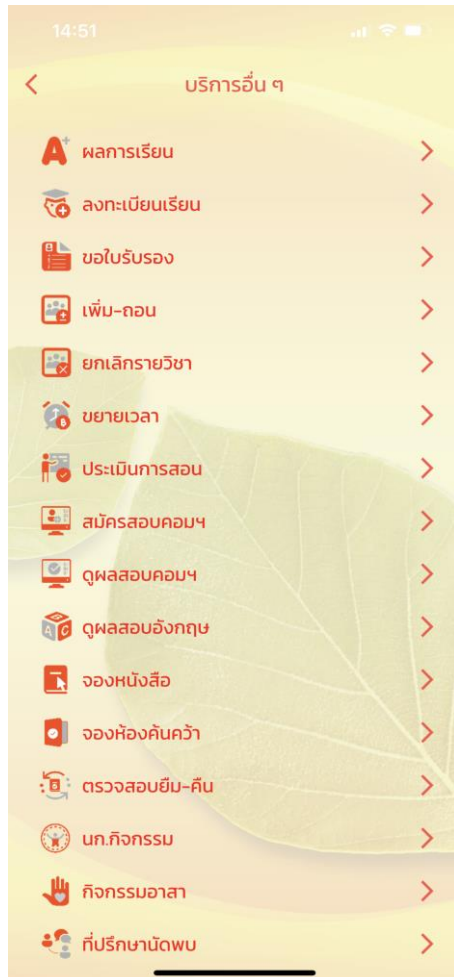 14:51
บริการอื่น ๆ
ผลการเรียน
ลงทะเบียนเรียน
ขอใบรับรอง
เพิ่ม-ถอน
ยกเลิกรายวิชา
ขยายเวลา
ประเมินการสอน
สมัครสอบคอมฯ
ดูผลสอบคอมฯ
ดูผลสอบอังกฤษ
จองหนังสือ
จองห้องค้นคว้า
ตรวจสอบยืม-คืน
นก.กิจกรรม
กิจกรรมอาสา
ที่ปรึกษานัดพบ